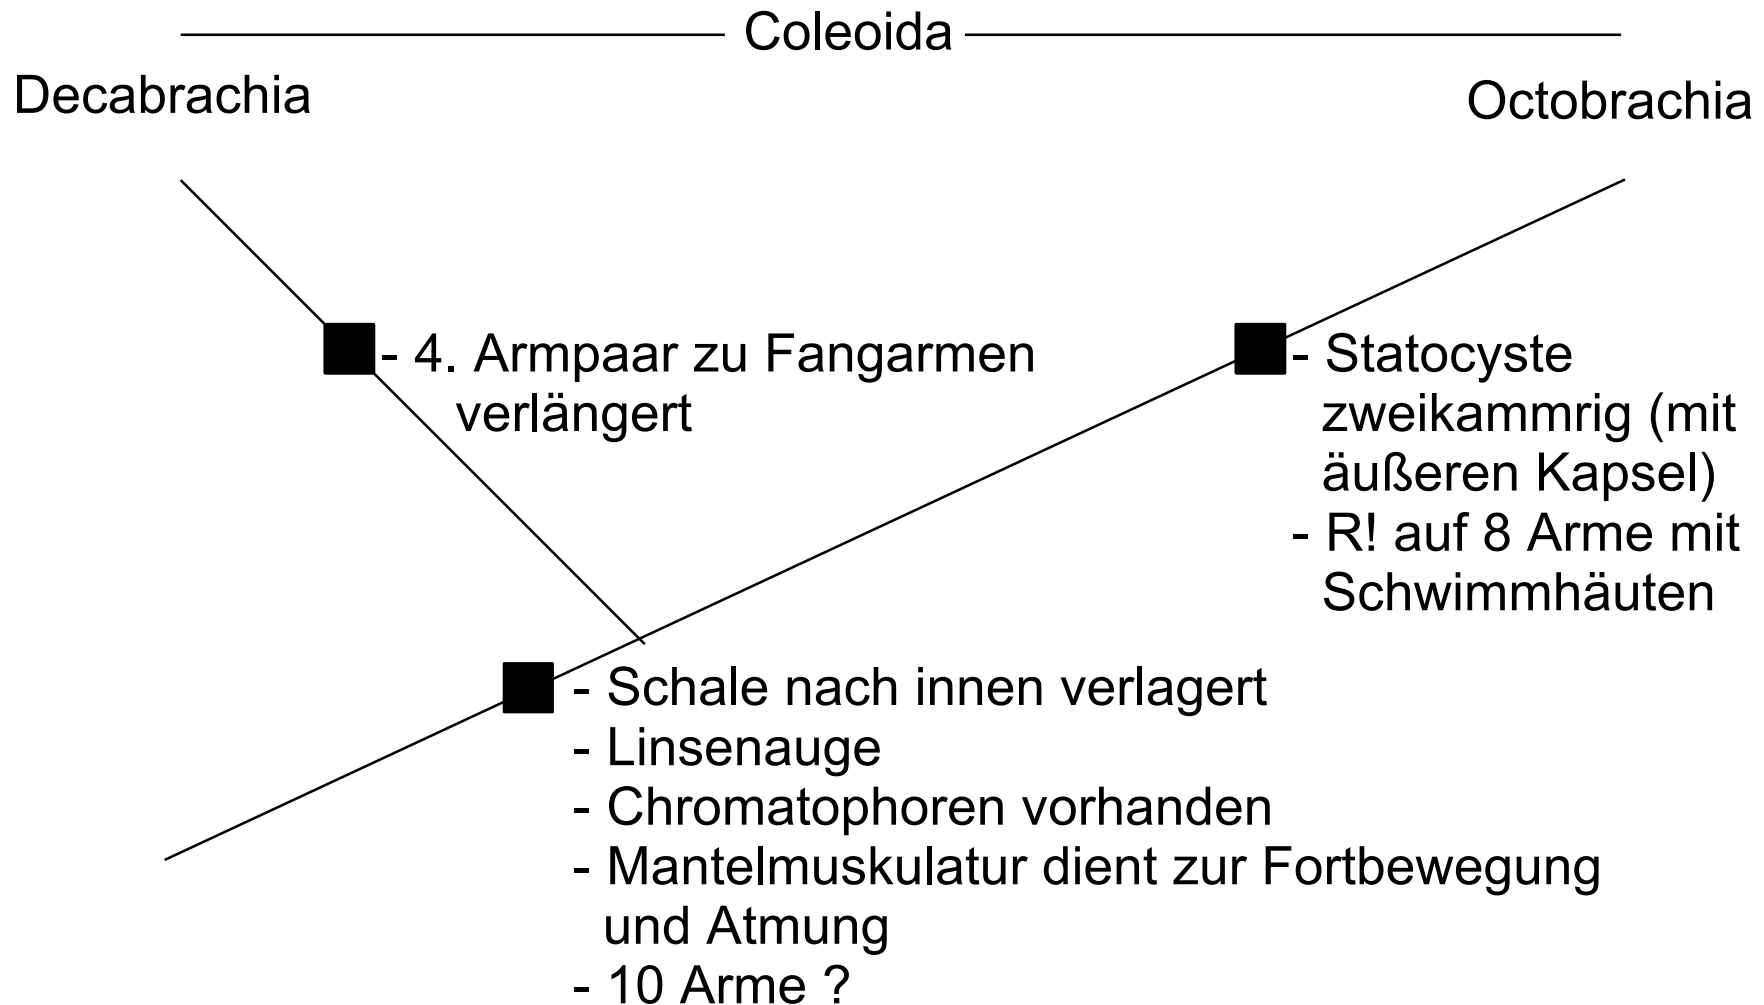 Coleoida
Decabrachia
Octobrachia
- 4. Armpaar zu Fangarmen
verlängert
- Statocyste
zweikammrig (mit
äußeren Kapsel)
- R! auf 8 Arme mit
Schwimmhäuten
- Schale nach innen verlagert
- Linsenauge
- Chromatophoren vorhanden
- Mantelmuskulatur dient zur Fortbewegung
und Atmung
- 10 Arme ?